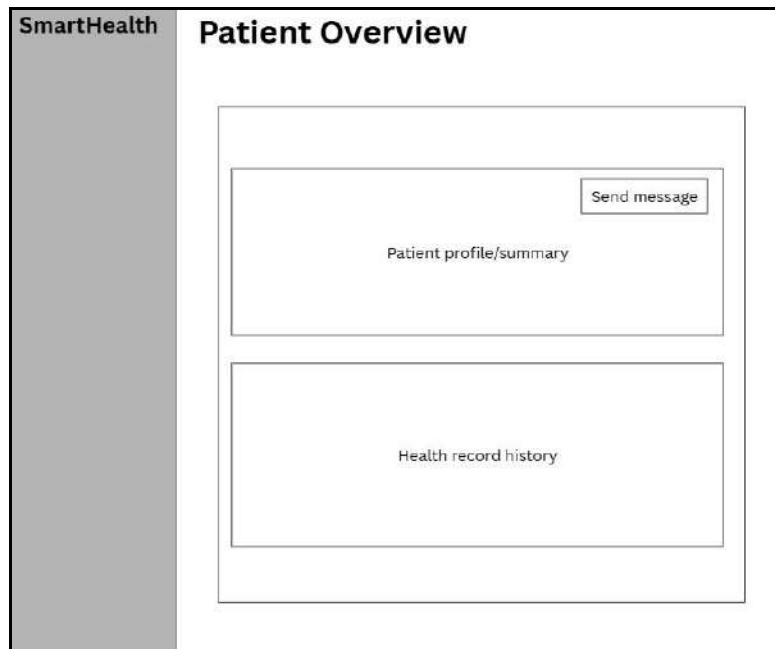 SmartHealth
Patient Overview
Send message
Patient profile/summary
Health record history